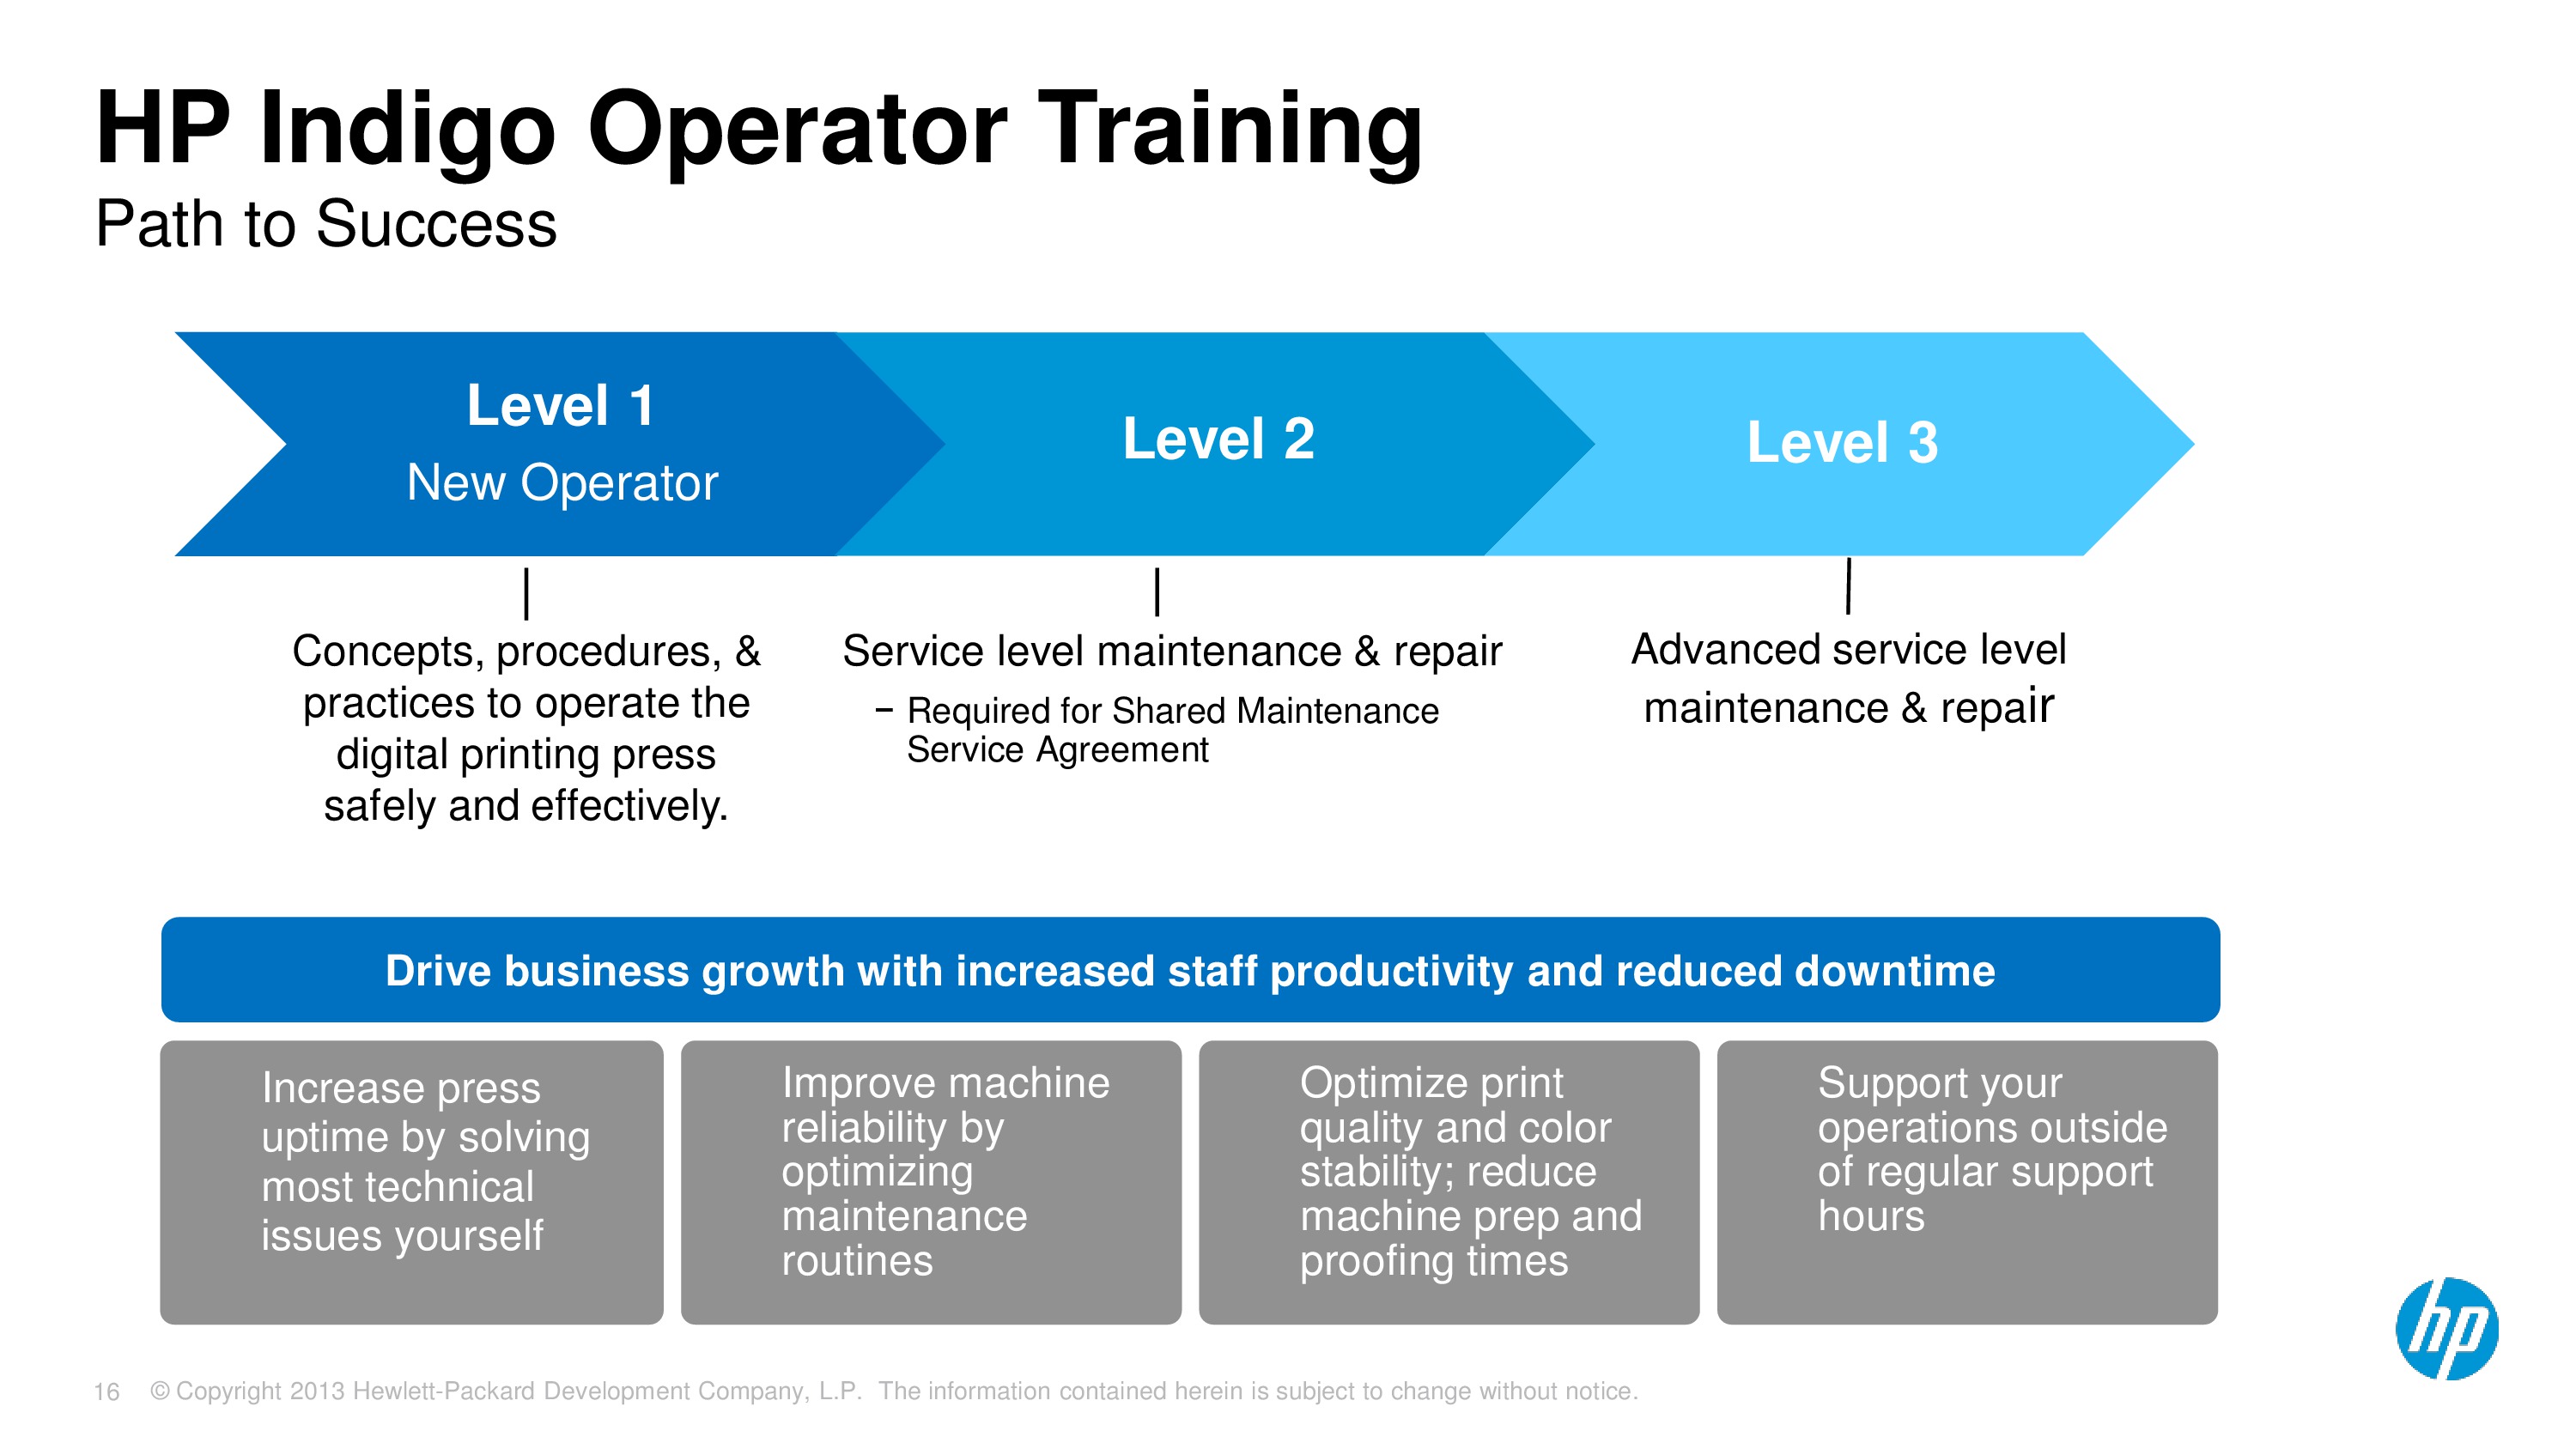 HP Indigo Operator Training
Path to Success
Level 1
New Operator
Level 2
Level 3
Concepts, procedures, &
practices to operate the
digital printing press
safely and effectively.
Service level maintenance & repair
− Required for Shared Maintenance
Service Agreement
Advanced service level
maintenance & repair
Drive business growth with increased staff productivity and reduced downtime
Increase press
uptime by solving
most technical
issues yourself
Improve machine
reliability by
optimizing
maintenance
routines
Optimize print
quality and color
stability; reduce
machine prep and
proofing times
Support your
operations outside
of regular support
hours
hp
16 © Copyright 2013 Hewlett-Packard Development Company, L.P. The information contained herein is subject to change without notice.